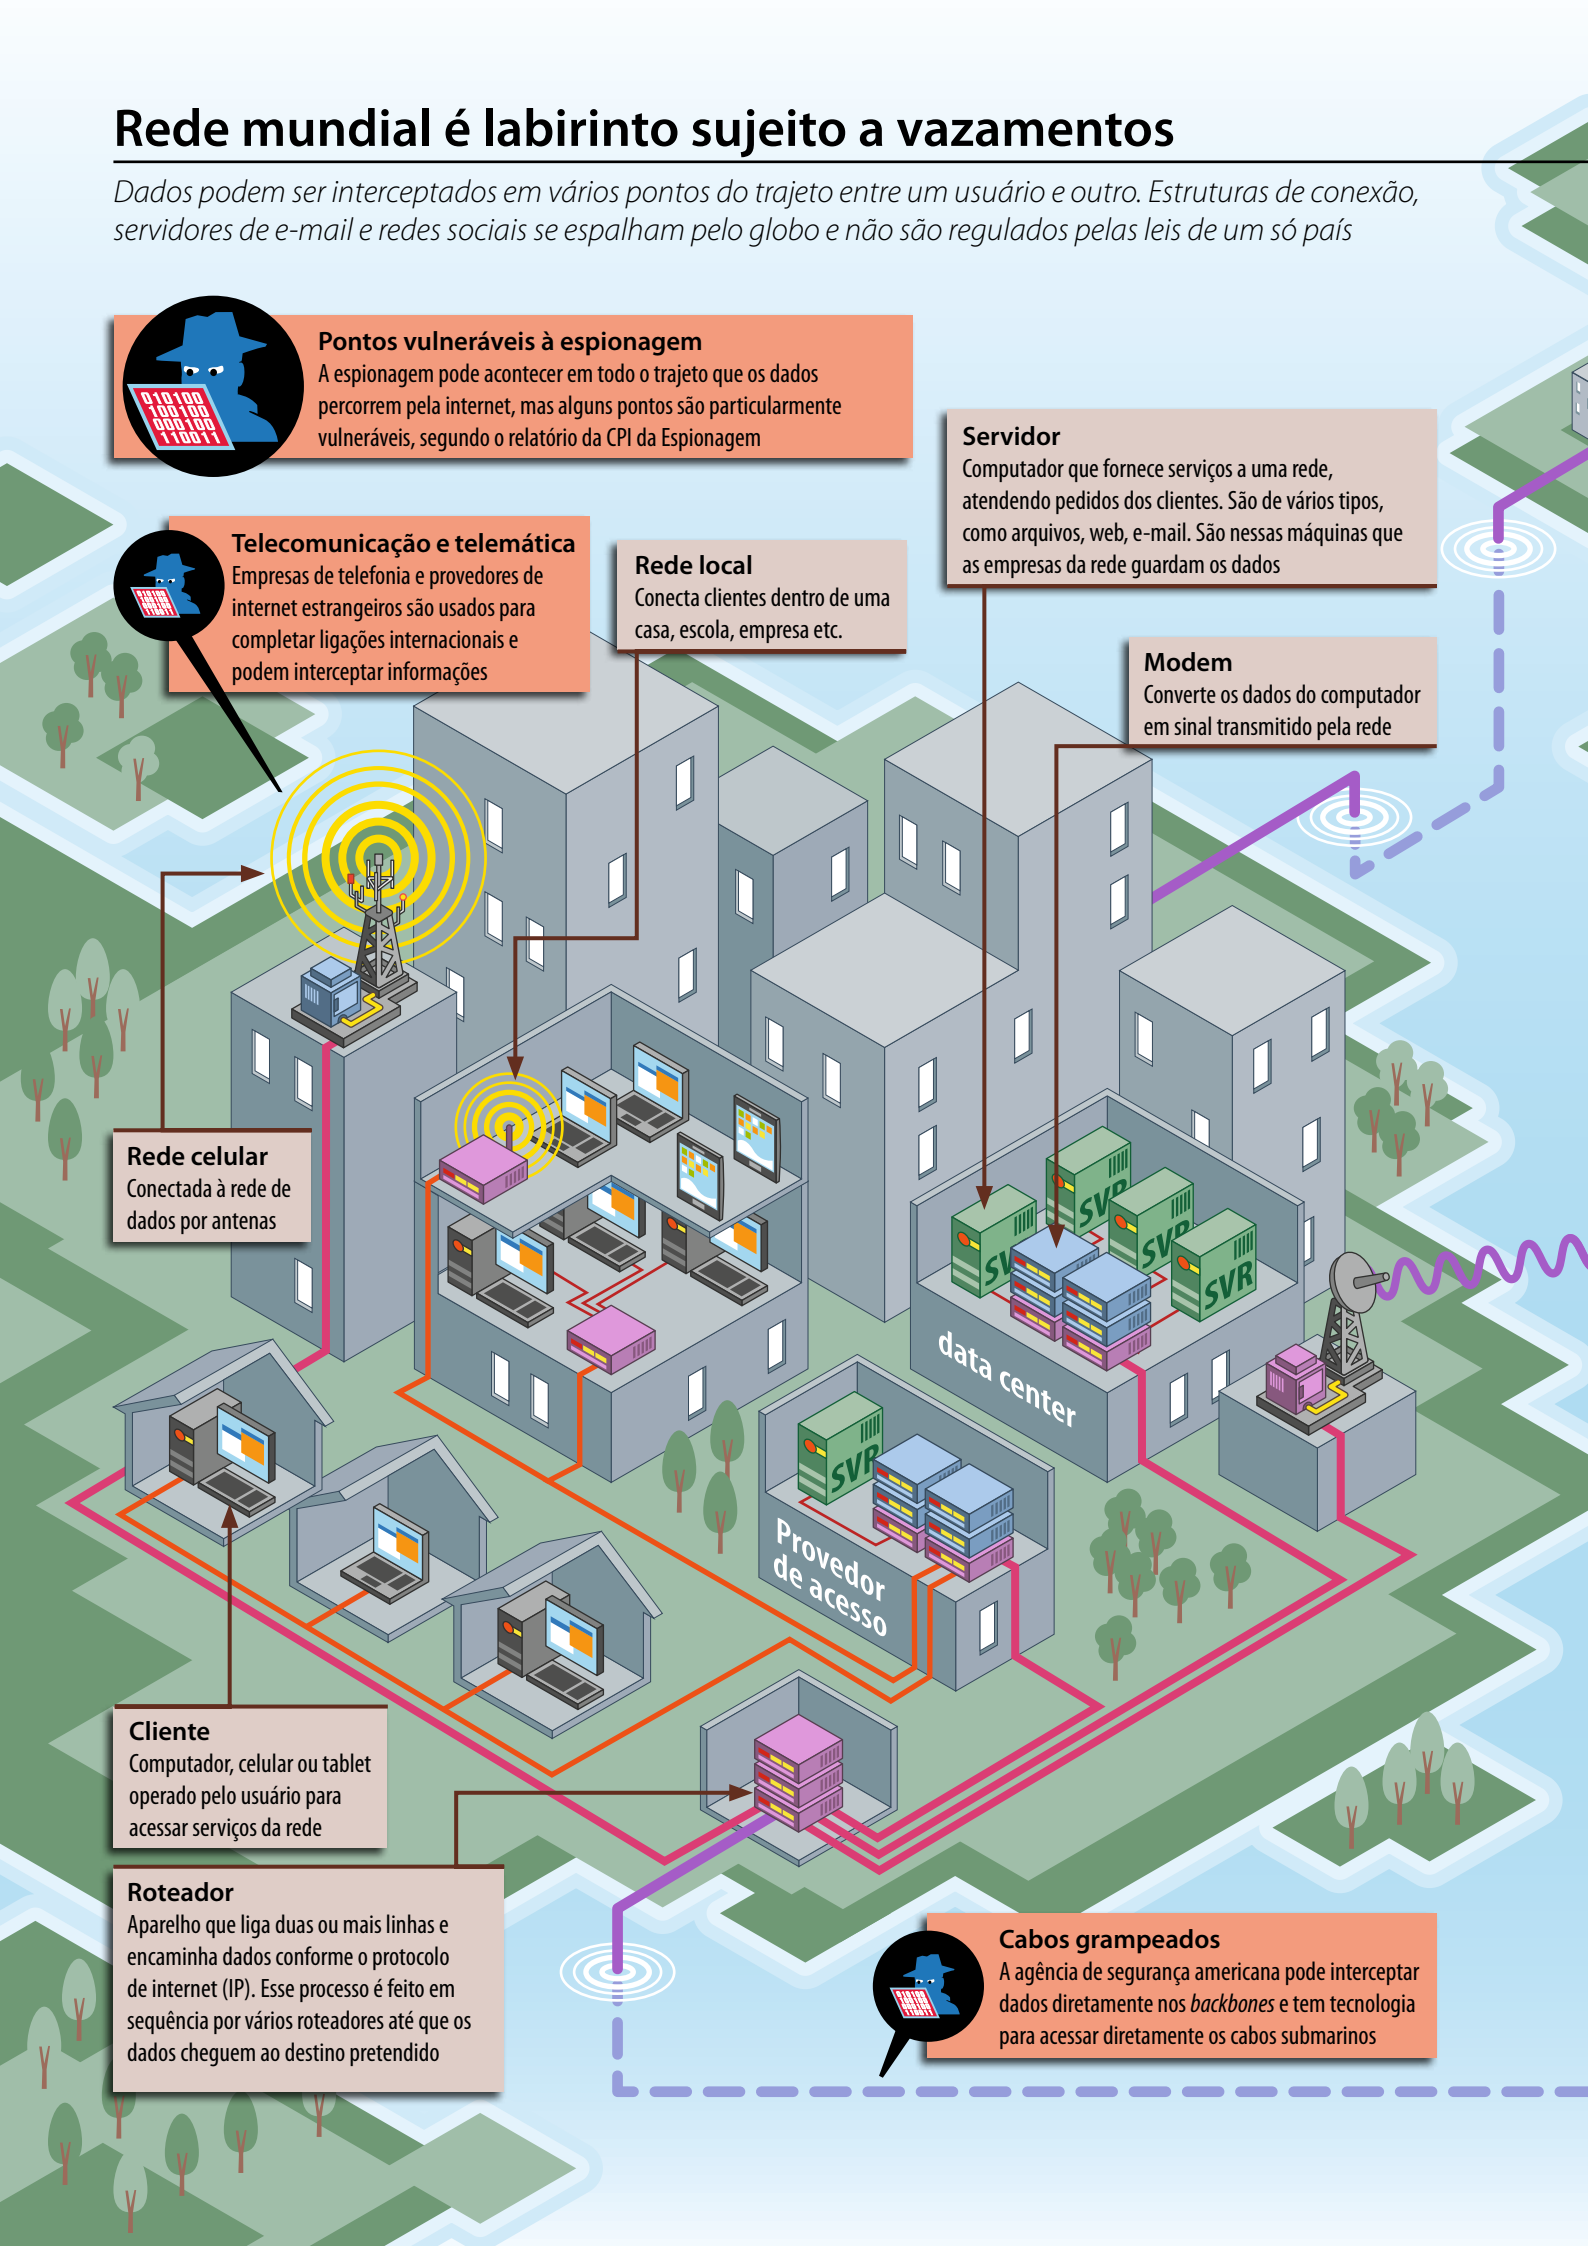 Rede mundial é labirinto sujeito a vazamentos
Dados podem ser interceptados em vários pontos do trajeto entre um usuário e outro. Estruturas de conexão,
servidores de e-mail e redes sociais se espalham pelo globo e não são regulados pelas leis de um só país
Pontos vulneráveis à espionagem
A espionagem pode acontecer em todo o trajeto que os dados
percorrem pela internet, mas alguns pontos são particularmente
vulneráveis, segundo o relatório da CPI da Espionagem
010100
100100
000100
110011
Servidor
Computador que fornece serviços a uma rede,
atendendo pedidos dos clientes. São de vários tipos,
como arquivos, web, e-mail. São nessas máquinas que
as empresas da rede guardam os dados
Telecomunicação e telemática
Empresas de telefonia e provedores de
internet estrangeiros são usados para
completar ligações internacionais e
podem interceptar informações
Rede local
Conecta clientes dentro de uma
casa, escola, empresa etc.
Modem
Converte os dados do computador
em sinal transmitido pela rede
Rede celular
Conectada à rede de
dados por antenas
SVR
SVR
SV
SVR
data center
SVR
Provedor
de acesso
Cliente
Computador, celular ou tablet
operado pelo usuário para
acessar serviços da rede
Roteador
Aparelho que liga duas ou mais linhas e
encaminha dados conforme o protocolo
de internet (IP). Esse processo é feito em
sequência por vários roteadores até que os
dados cheguem ao destino pretendido
Cabos grampeados
A agência de segurança americana pode interceptar
dados diretamente nos backbones e tem tecnologia
para acessar diretamente os cabos submarinos